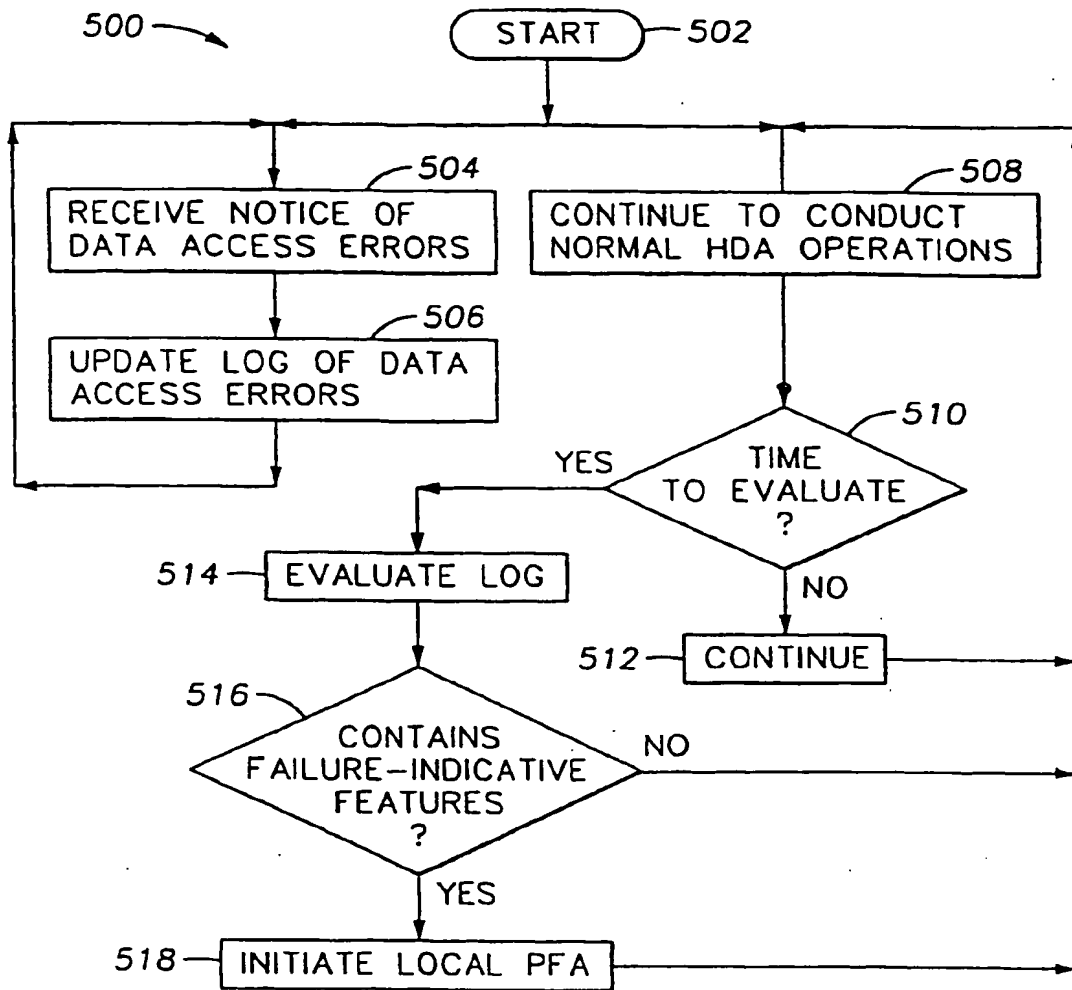 500
START
502
504
RECEIVE NOTICE OF
DATA ACCESS ERRORS
508
CONTINUE TO CONDUCT
NORMAL HDA OPERATIONS
506
UPDATE LOG OF DATA
ACCESS ERRORS
510
TIME
TO EVALUATE
?
YES
NO
514
EVALUATE LOG
512
CONTINUE
516
CONTAINS
FAILURE-INDICATIVE
FEATURES
?
NO
YES
518
INITIATE LOCAL PFA